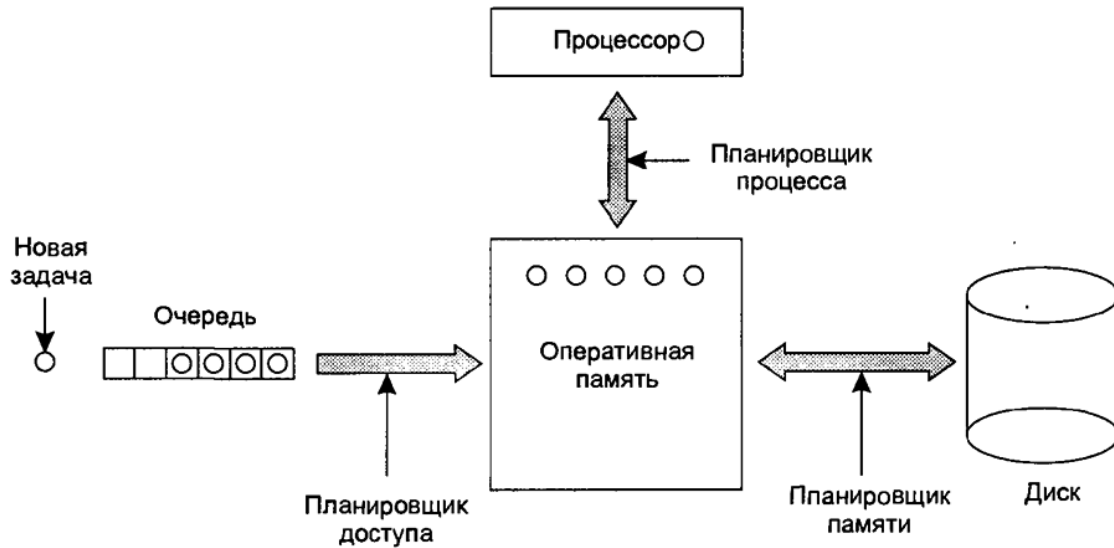 Процессор
Планировщик
процесса
Новая
задача
Очередь
Оперативная
память
Планировщик
доступа
Планировщик
памяти
Диск